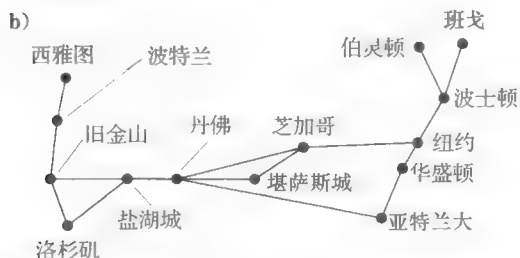 b)
班戈
伯灵顿
西雅图
波特兰
波士顿
旧金山
丹佛
芝加哥
纽约
堪萨斯城
华盛顿
盐湖城
亚特兰大
洛杉矶